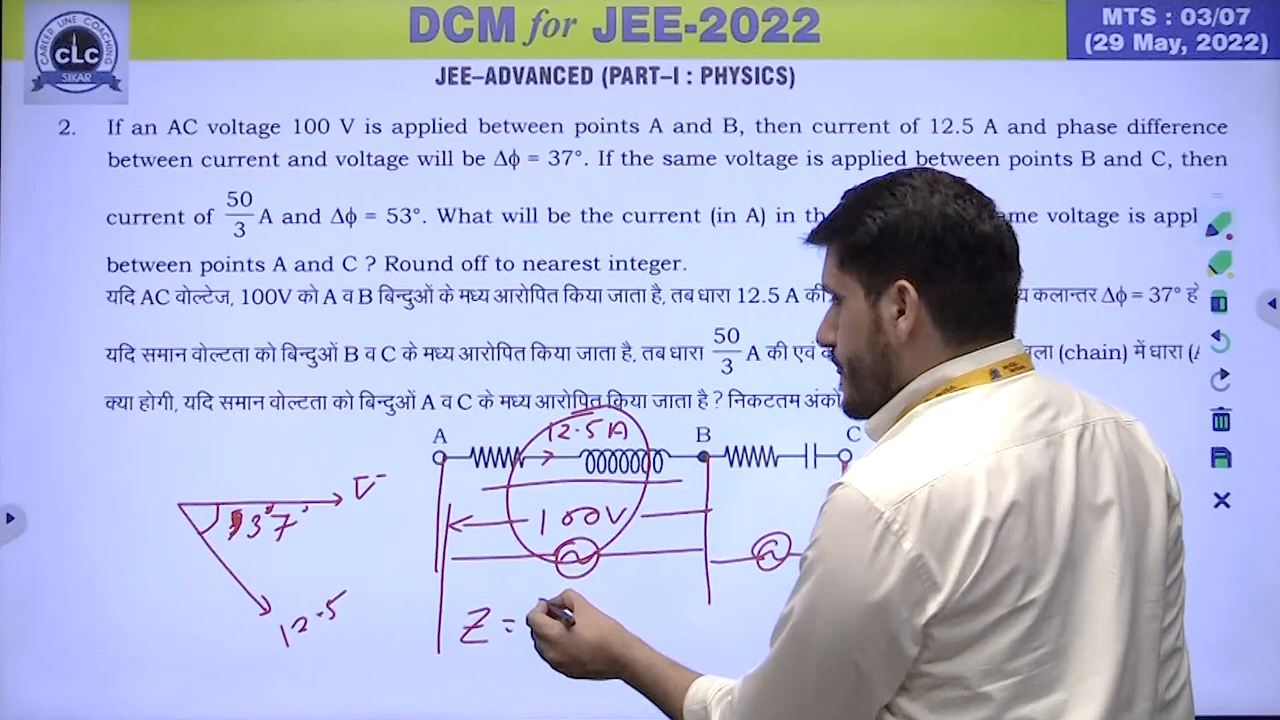 DCM for JEE-2022
MTS : 03/07
(29 May, 2022)
CAREER LINE COACHING
CLC
SIKAR
JEE–ADVANCED (PART–I : PHYSICS)
2. If an AC voltage 100 V is applied between points A and B, then current of 12.5 A and phase difference
between current and voltage will be Δϕ = 37°. If the same voltage is applied between points B and C, then
current of 50/3 A and Δϕ = 53°. What will be the current (in A) in voltage is appl
between points A and C ? Round off to nearest integer.
यदि AC वोल्टेज, 100V को A व B बिन्दुओं के मध्य आरोपित किया जाता है, तब धारा 12.5 A की कलान्तर Δϕ = 37°
यदि समान वोल्टता को बिन्दुओं B व C के मध्य आरोपित किया जाता है, तब धारा 50/3 A की एवं (chain) में धारा
क्या होगी, यदि समान वोल्टता को बिन्दुओं A व C के मध्य आरोपित किया जाता है ? निकटतम
A 12.5 A B C
V
37°
100V
12.5
Z =